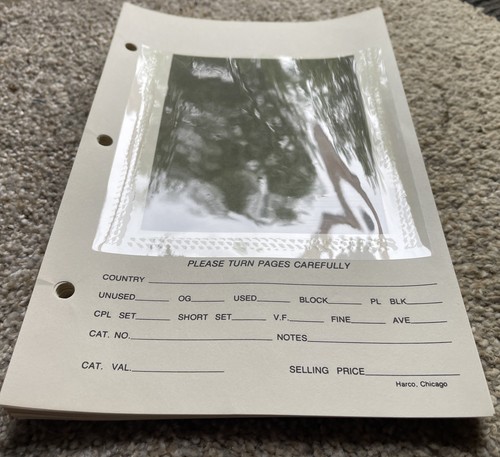 PLEASE TURN PAGES CAREFULLY
COUNTRY
UNUSED OG USED BLOCK PL BLK
CPL SET SHORT SET V.F FINE AVE
CAT. NO. NOTES
CAT. VAL. SELLING PRICE
Harco, Chicago